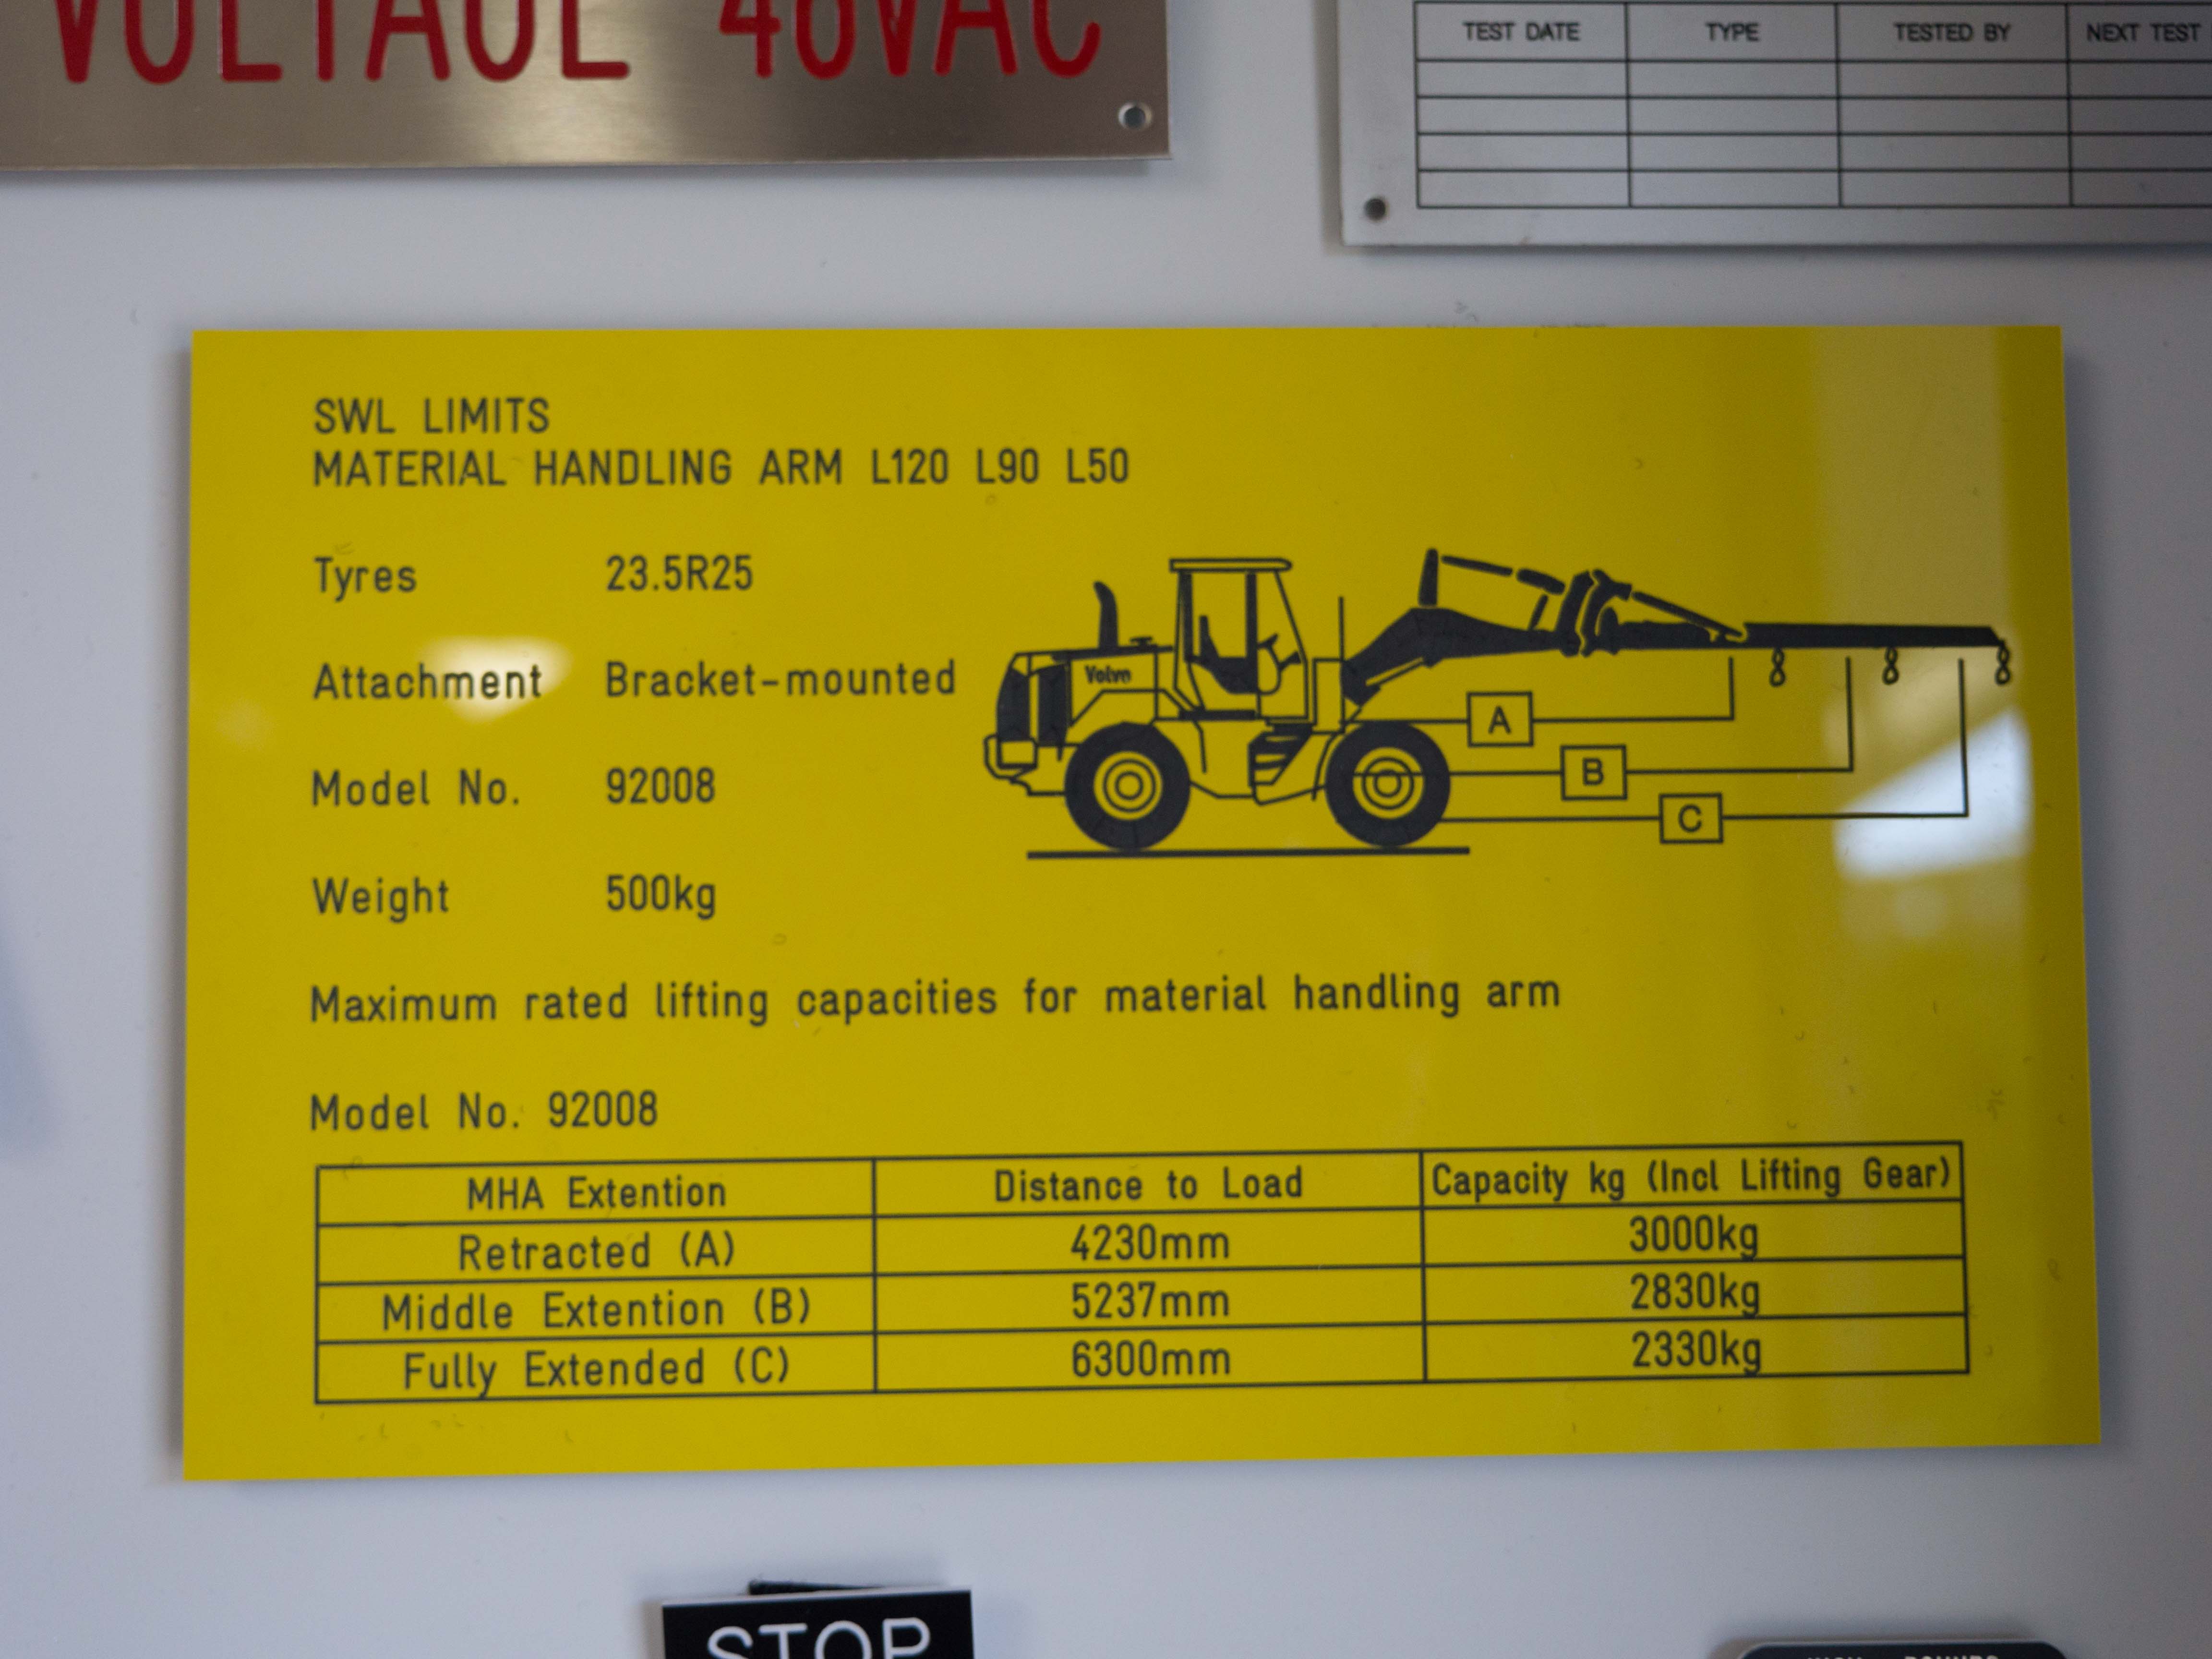 VOLTAGE 48VAC
TEST DATE TYPE TESTED BY NEXT TEST
SWL LIMITS
MATERIAL HANDLING ARM L120 L90 L50
Tyres 23.5R25
Attachment Bracket-mounted
Model No. 92008
Weight 500kg
Volvo
A
B
C
Maximum rated lifting capacities for material handling arm
Model No. 92008
MHA Extention Distance to Load Capacity kg (Incl Lifting Gear)
Retracted (A) 4230mm 3000kg
Middle Extention (B) 5237mm 2830kg
Fully Extended (C) 6300mm 2330kg
STOP